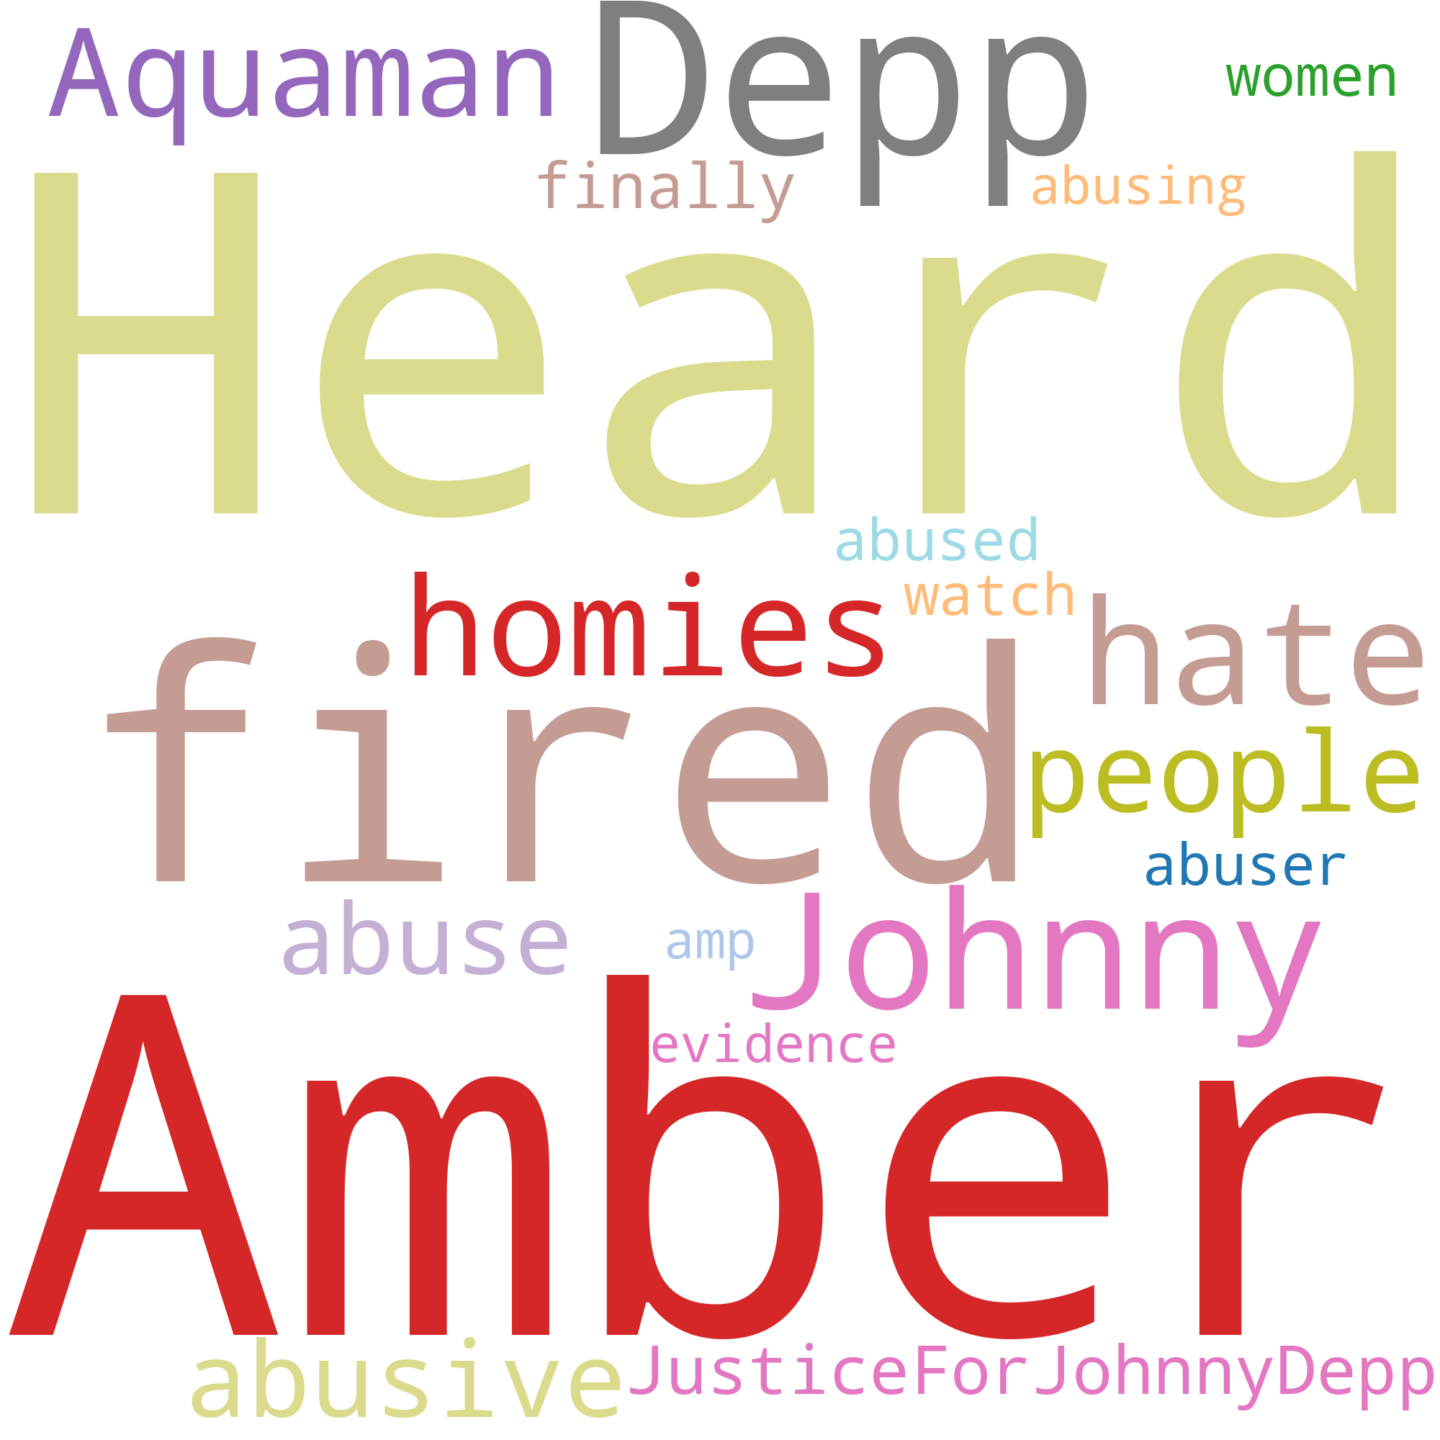 Aquaman Depp women
finally abusing
Heard
abused
homies watch hate
fired people
abuser
abuse amp Johnny
evidence
Amber
abusive JusticeForJohnnyDepp